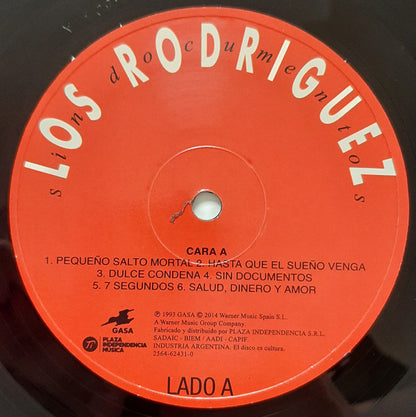 LOS RODRIGUEZ
sin documentos
CARA A
1. PEQUEÑO SALTO MORTAL 2. HASTA QUE EL SUEÑO VENGA
3. DULCE CONDENA 4. SIN DOCUMENTOS
5. 7 SEGUNDOS 6. SALUD, DINERO Y AMOR
GASA
PLAZA
INDEPENDENCIA
MUSICA
℗ 1993 GASA © 2014 Warner Music Spain S.L.
A Warner Music Group Company.
Fabricado y distribuido por PLAZA INDEPENDENCIA S.R.L.
SADAIC - BIEM / AADI - CAPIF.
INDUSTRIA ARGENTINA. El disco es cultura.
2564-62431-0
LADO A